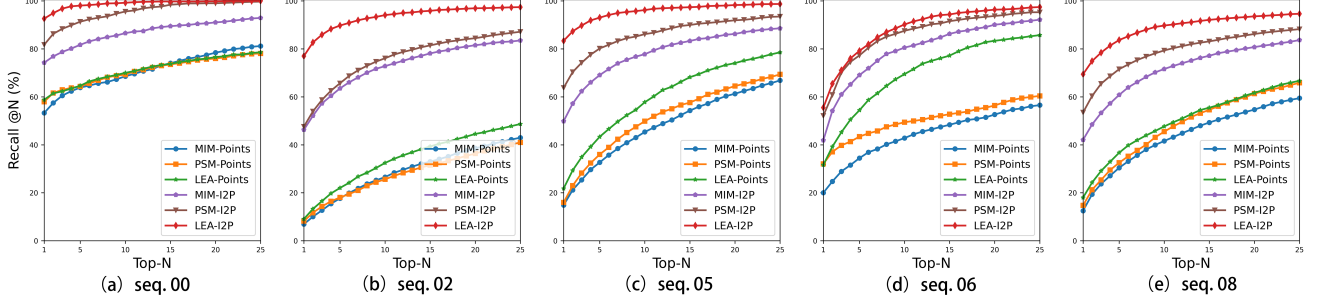 Recall @N (%)
100
80
60
40
20
0
MIM-Points
PSM-Points
LEA-Points
MIM-I2P
PSM-I2P
LEA-I2P
1 5 10 15 20 25
Top-N
(a) seq. 00
100
80
60
40
20
0
MIM-Points
PSM-Points
LEA-Points
MIM-I2P
PSM-I2P
LEA-I2P
1 5 10 15 20 25
Top-N
(b) seq. 02
100
80
60
40
20
0
MIM-Points
PSM-Points
LEA-Points
MIM-I2P
PSM-I2P
LEA-I2P
1 5 10 15 20 25
Top-N
(c) seq. 05
100
80
60
40
20
0
MIM-Points
PSM-Points
LEA-Points
MIM-I2P
PSM-I2P
LEA-I2P
1 5 10 15 20 25
Top-N
(d) seq. 06
100
80
60
40
20
0
MIM-Points
PSM-Points
LEA-Points
MIM-I2P
PSM-I2P
LEA-I2P
1 5 10 15 20 25
Top-N
(e) seq. 08